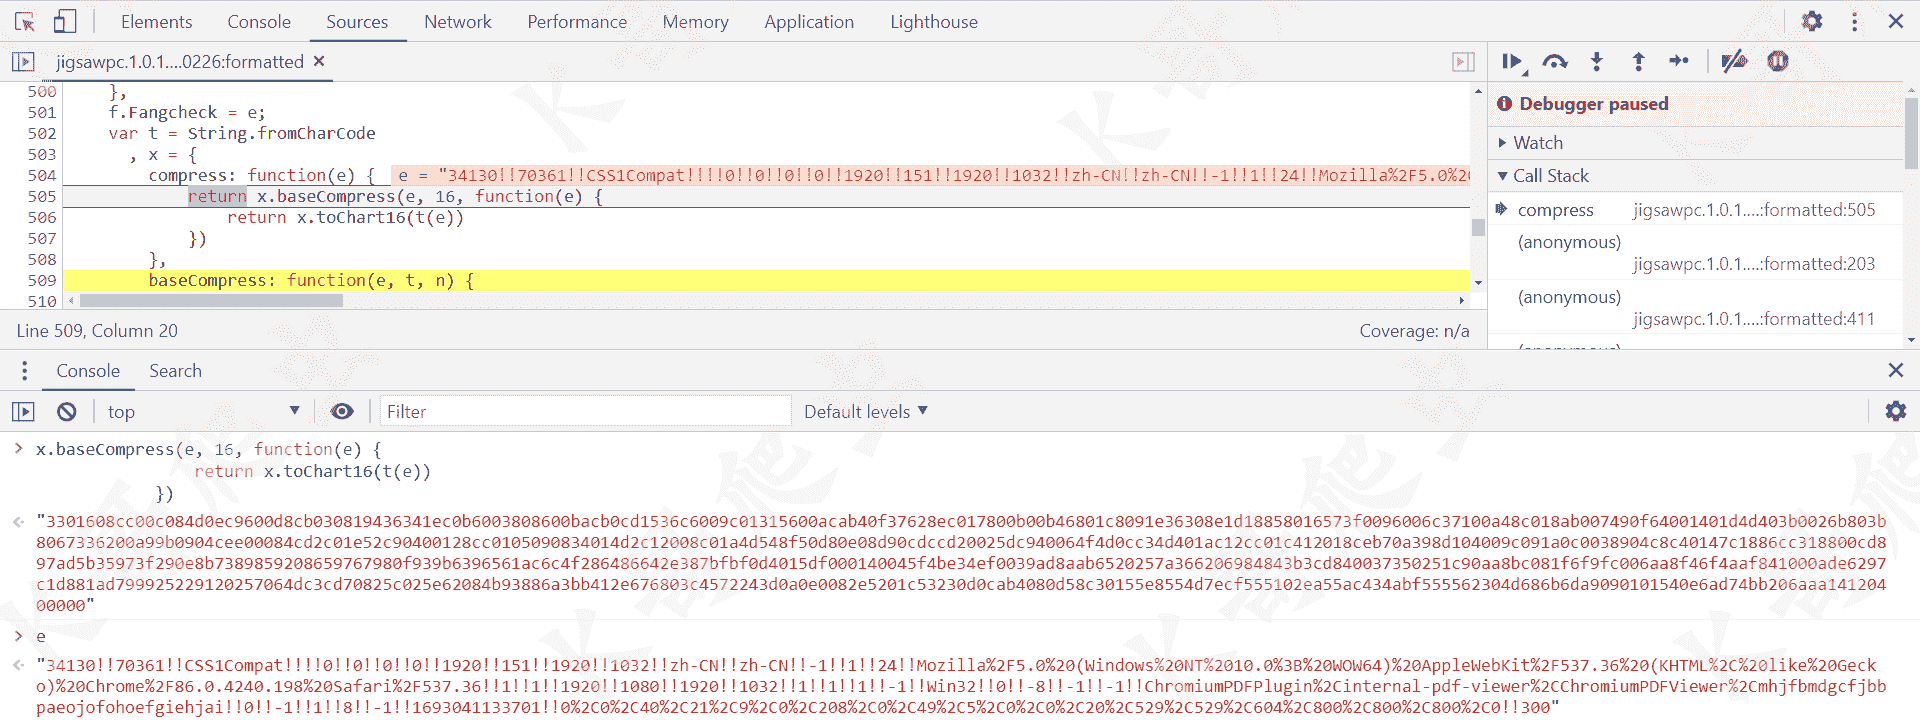 Elements Console Sources Network Performance Memory Application Lighthouse
jigsawpc.1.0.1....0226:formatted ×
500 },
501 f.Fangcheck = e;
502 var t = String.fromCharCode
503 , x = {
504 compress: function(e) { e = "34130!!70361!!CSS1Compat!!!!0!!0!!0!!0!!1920!!151!!1920!!1032!!zh-CN!!zh-CN!!-1!!1!!24!!Mozilla%2F5.0%20(
505 return x.baseCompress(e, 16, function(e) {
506 return x.toChart16(t(e))
507 })
508 },
509 baseCompress: function(e, t, n) {
510
Line 509, Column 20 Coverage: n/a
Debugger paused
Watch
Call Stack
compress jigsawpc.1.0.1....:formatted:505
(anonymous)
jigsawpc.1.0.1....:formatted:203
(anonymous)
jigsawpc.1.0.1....:formatted:411
(anonymous)
Console Search
top Filter Default levels
> x.baseCompress(e, 16, function(e) {
return x.toChart16(t(e))
})
"3301608cc00c084d0ec9600d8cb030819436341ec0b6003808600bacb0cd1536c6009c01315600acab40f37628ec017800b00b46801c8091e36308e1d18858016573f0096006c37100a48c018ab007490f64001401d4d403b0026b803b
8067336200a99b0904cee00084cd2c01e52c90400128cc0105090834014d2c12008c01a4d548f50d80e08d90cdccd20025dc940064f4d0cc34d401ac12cc01c412018ceb70a398d104009c091a0c0038904c8c40147c1886cc318800cd8
97ad5b35973f290e8b7389859208659767980f939b6396561ac6c4f286486642e387bfbf0d4015df000140045f4be34ef0039ad8aab6520257a366206984843b3cd840037350251c90aa8bc081f6f9fc006aa8f46f4aaf841000ade6297
c1d881ad799925229120257064dc3cd70825c025e62084b93886a3bb412e676803c4572243d0a0e0082e5201c53230d0cab4080d58c30155e8554d7ecf555102ea55ac434abf555562304d686b6da9090101540e6ad74bb206aaa141204
00000"
> e
"34130!!70361!!CSS1Compat!!!!0!!0!!0!!0!!1920!!151!!1920!!1032!!zh-CN!!zh-CN!!-1!!1!!24!!Mozilla%2F5.0%20(Windows%20NT%2010.0%3B%20WOW64)%20AppleWebKit%2F537.36%20(KHTML%2C%20like%20Geck
o)%20Chrome%2F86.0.4240.198%20Safari%2F537.36!!1!!1!!1920!!1080!!1920!!1032!!1!!1!!1!!-1!!Win32!!0!!-8!!-1!!-1!!ChromiumPDFPlugin%2Cinternal-pdf-viewer%2CChromiumPDFViewer%2Cmhjfbmdgcfjbb
paeojofohoefgiehjai!!0!!-1!!1!!8!!-1!!1693041133701!!0%2C0%2C40%2C21%2C9%2C0%2C208%2C0%2C49%2C5%2C0%2C0%2C20%2C529%2C529%2C604%2C800%2C800%2C800%2C0!!300"